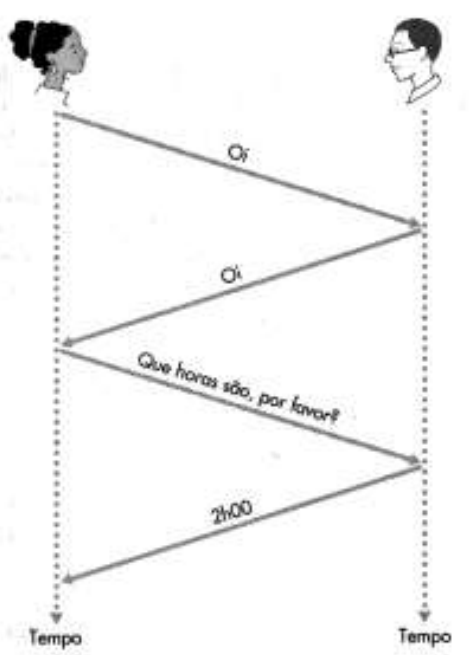 Oi
Oi
Que horas são, por favor?
2h00
Tempo
Tempo